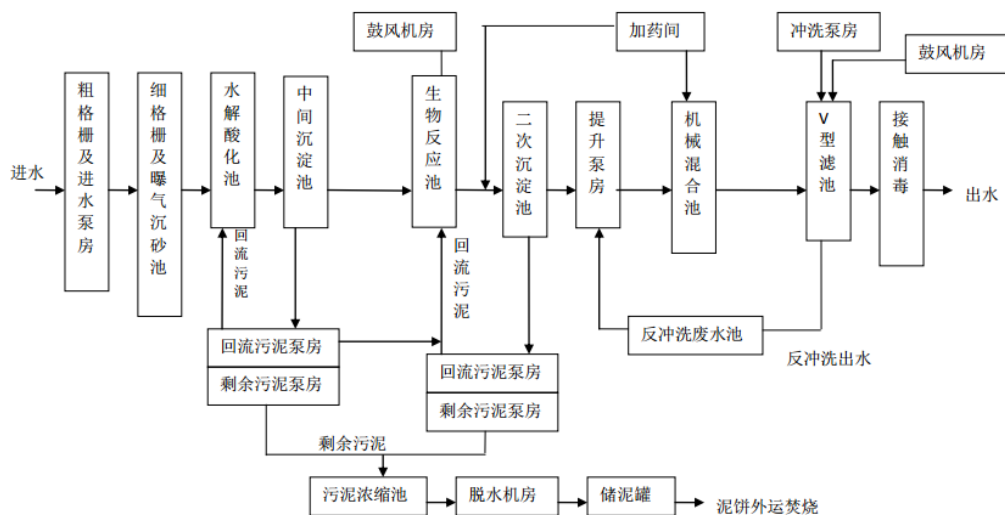 鼓风机房
加药间
冲洗泵房
鼓风机房
进水
粗格栅及进水泵房
细格栅及曝气沉砂池
水解酸化池
中间沉淀池
生物反应池
二次沉淀池
提升泵房
机械混合池
V型滤池
接触消毒
出水
回流污泥
回流污泥
回流污泥泵房
剩余污泥泵房
回流污泥泵房
剩余污泥泵房
反冲洗废水池
反冲洗出水
剩余污泥
污泥浓缩池
脱水机房
储泥罐
泥饼外运焚烧